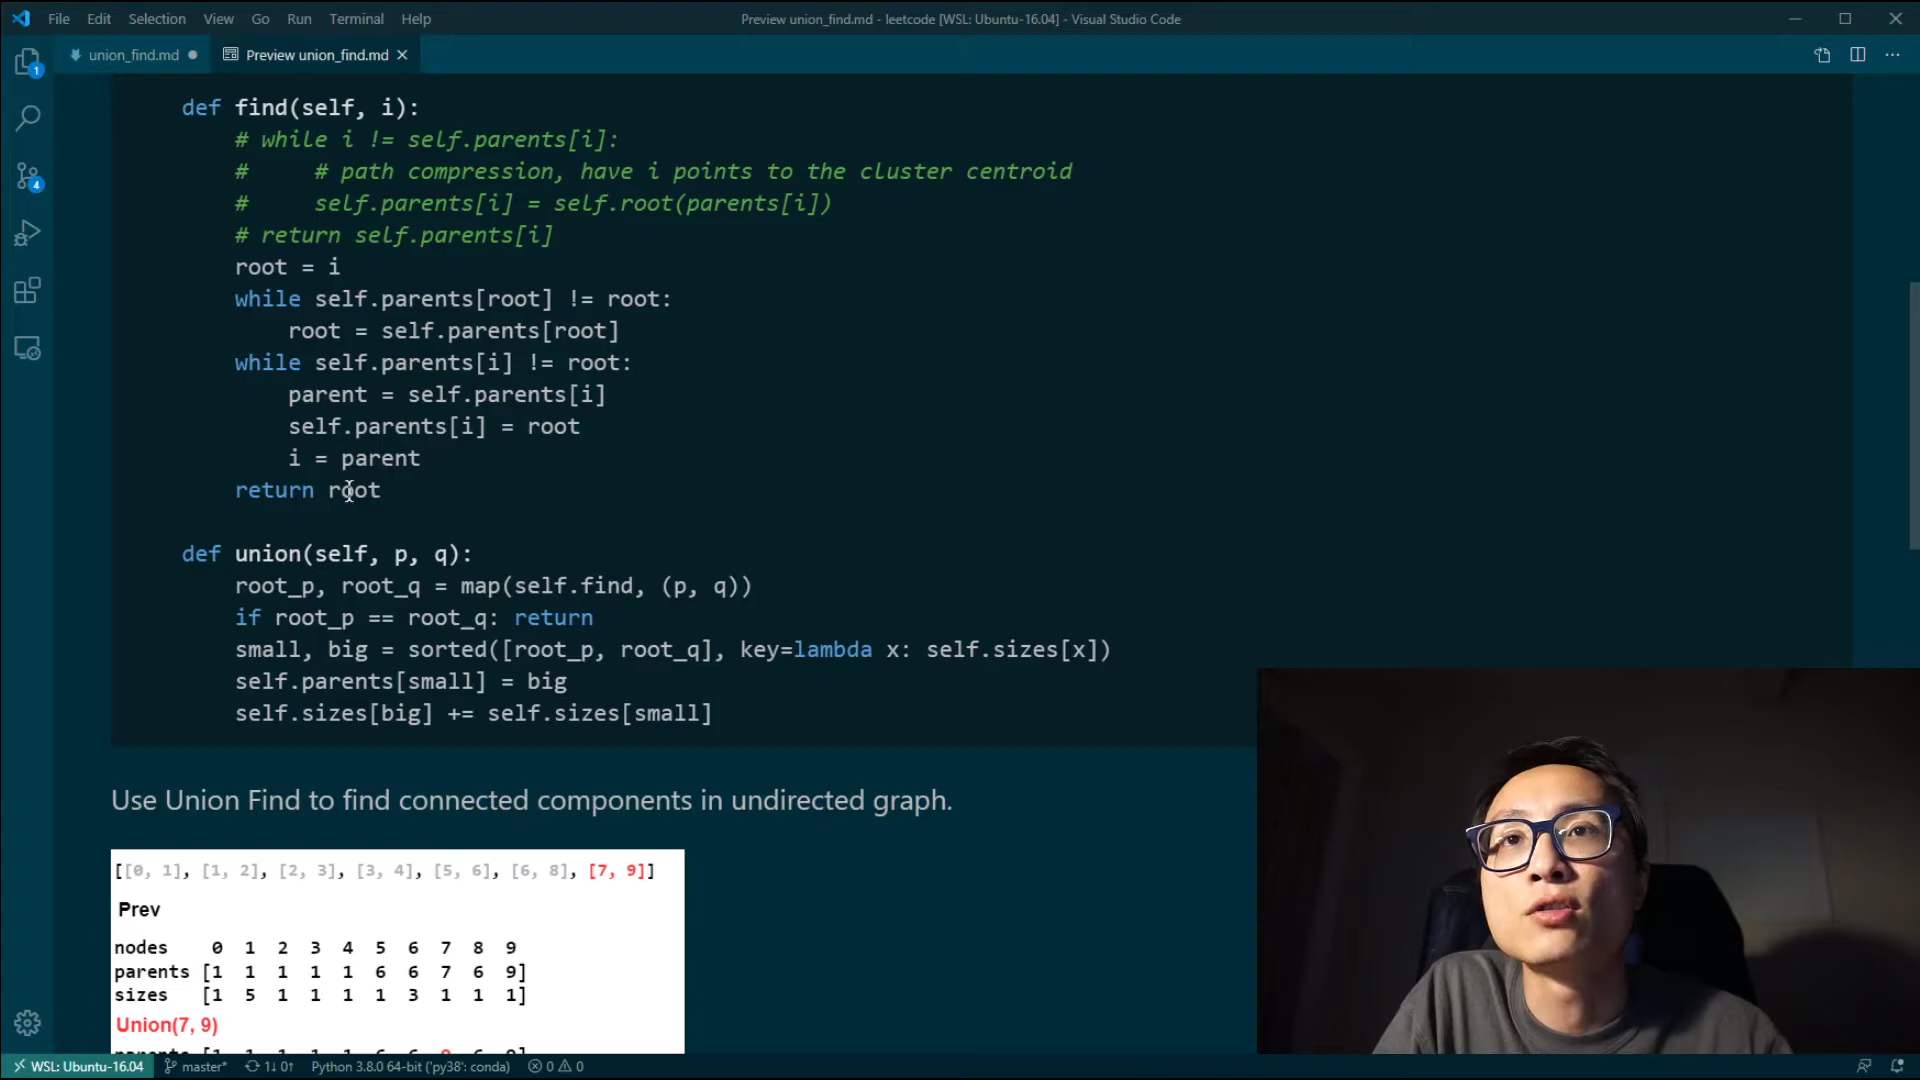 File Edit Selection View Go Run Terminal Help
Preview union_find.md - leetcode [WSL: Ubuntu-16.04] - Visual Studio Code
union_find.md
Preview union_find.md
1
4
def find(self, i):
# while i != self.parents[i]:
#     # path compression, have i points to the cluster centroid
#     self.parents[i] = self.root(parents[i])
# return self.parents[i]
root = i
while self.parents[root] != root:
root = self.parents[root]
while self.parents[i] != root:
parent = self.parents[i]
self.parents[i] = root
i = parent
return root
def union(self, p, q):
root_p, root_q = map(self.find, (p, q))
if root_p == root_q: return
small, big = sorted([root_p, root_q], key=lambda x: self.sizes[x])
self.parents[small] = big
self.sizes[big] += self.sizes[small]
Use Union Find to find connected components in undirected graph.
[[0, 1], [1, 2], [2, 3], [3, 4], [5, 6], [6, 8], [7, 9]]
Prev
nodes 0 1 2 3 4 5 6 7 8 9
parents [1 1 1 1 1 6 6 7 6 9]
sizes [1 5 1 1 1 1 3 1 1 1]
Union(7, 9)
WSL: Ubuntu-16.04 master* 1↓ 0↑ Python 3.8.0 64-bit ('py38': conda) 0 0